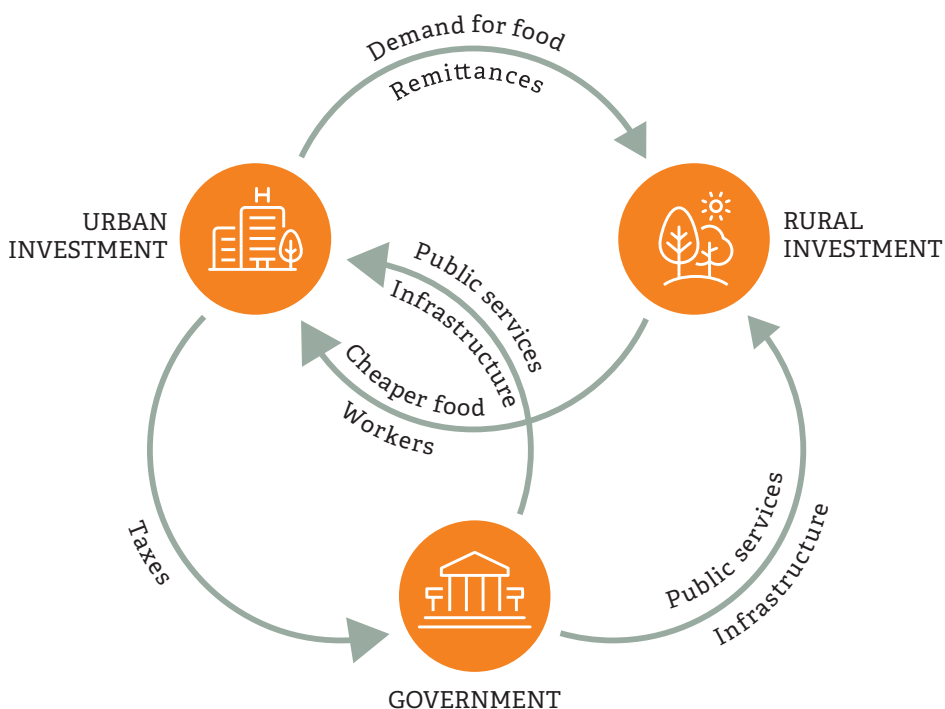 Demand for food
Remittances
URBAN
INVESTMENT
RURAL
INVESTMENT
Public services
Infrastructure
Cheaper food
Workers
Taxes
Public services
Infrastructure
GOVERNMENT
H